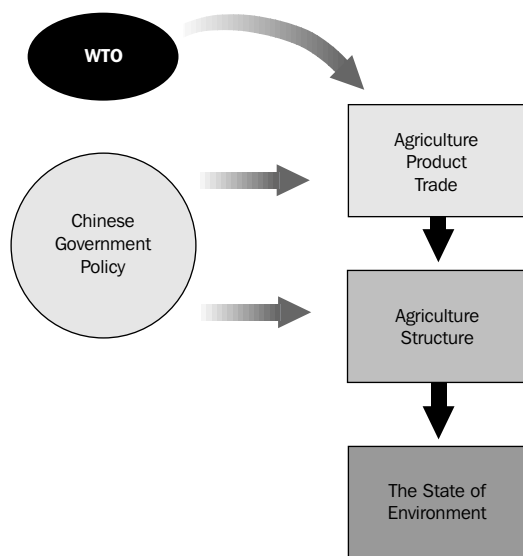 WTO
Agriculture
Product
Trade
Chinese
Government
Policy
Agriculture
Structure
The State of
Environment